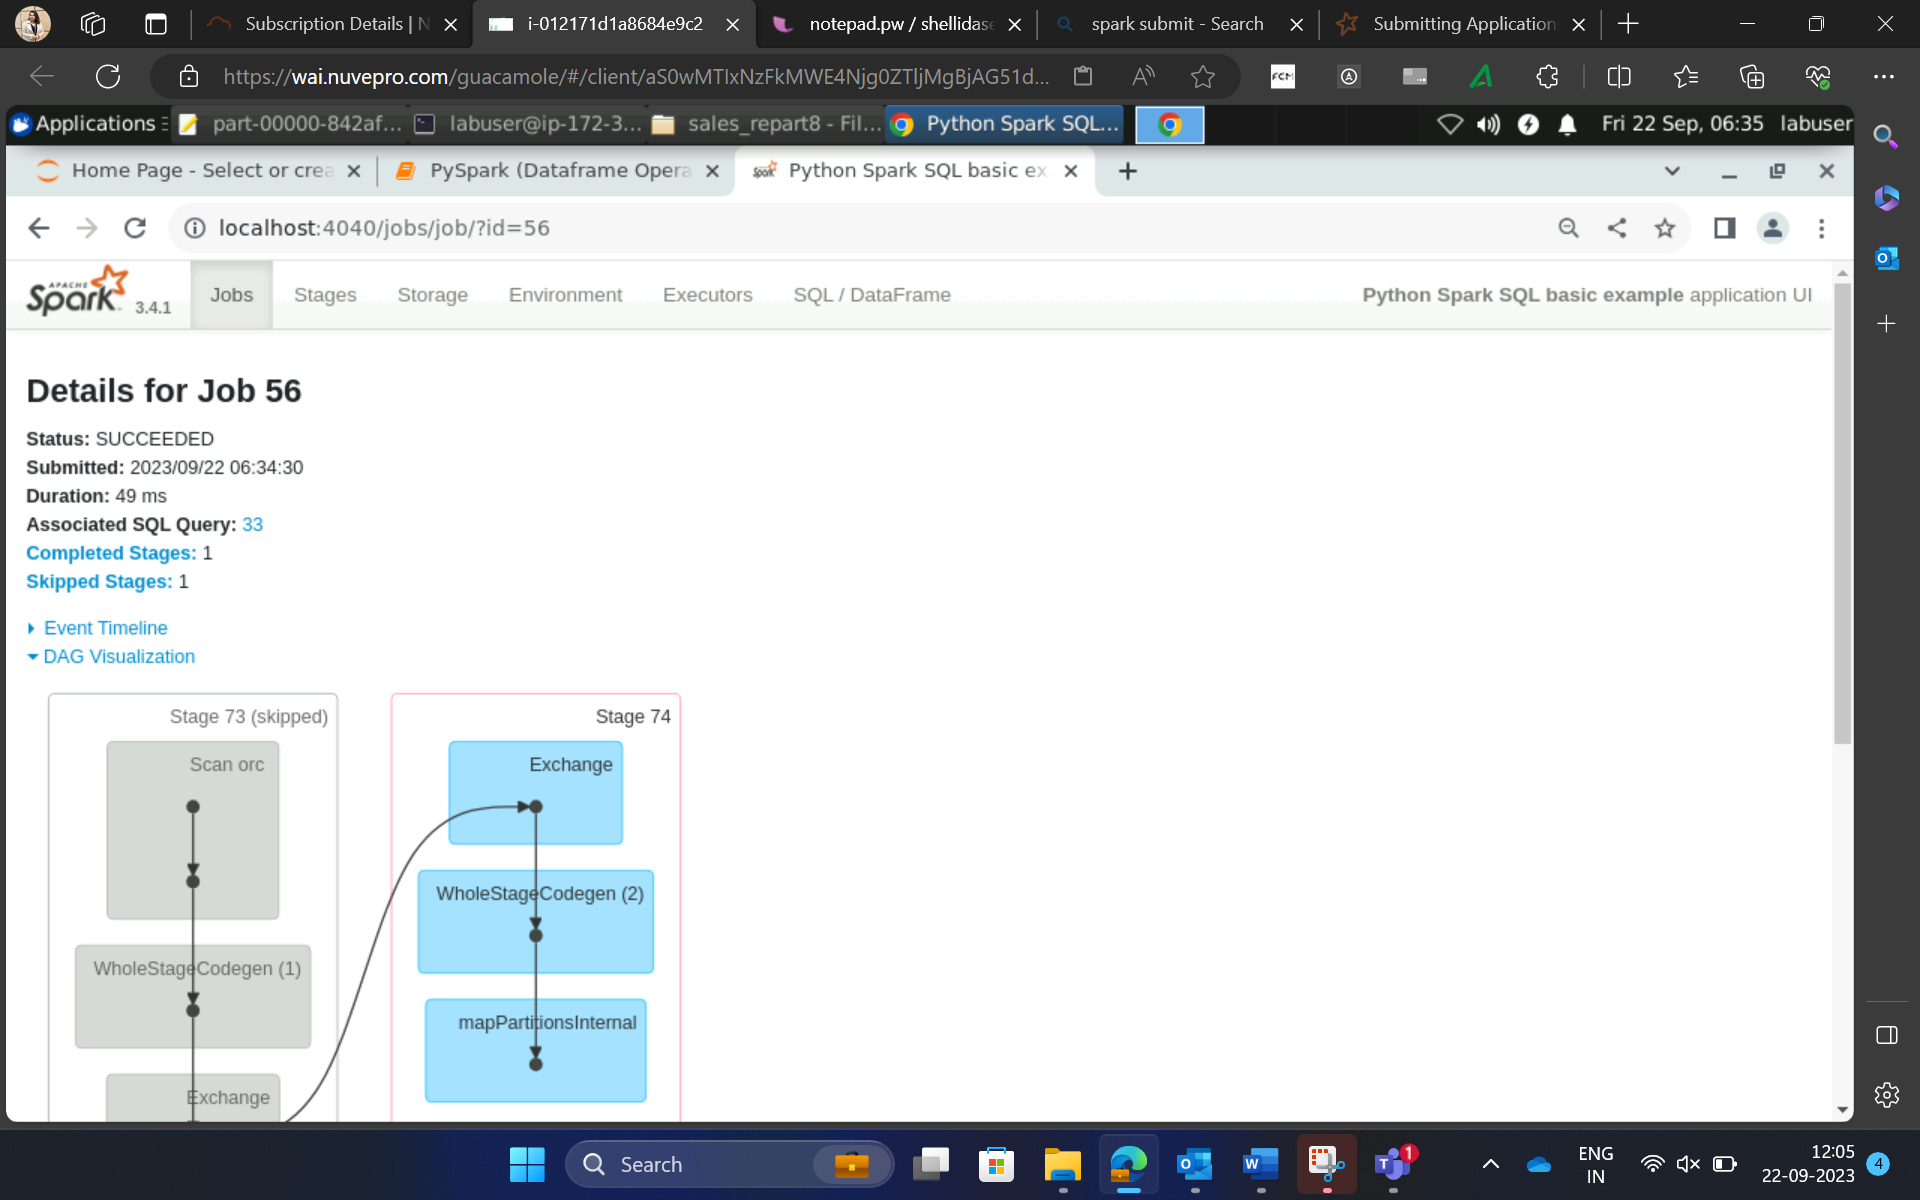 Subscription Details | N
i-012171d1a8684e9c2
notepad.pw / shellidase
spark submit - Search
Submitting Application
https://wai.nuvepro.com/guacamole/#/client/aS0wMTIxNzFkMWE4Njg0ZTljMgBjAG51d...
Applications
part-00000-842af...
labuser@ip-172-3...
sales_repart8 - Fil...
Python Spark SQL...
Fri 22 Sep, 06:35
labuser
Home Page - Select or crea
PySpark (Dataframe Opera
Python Spark SQL basic ex
localhost:4040/jobs/job/?id=56
APACHE Spark 3.4.1
Jobs
Stages
Storage
Environment
Executors
SQL / DataFrame
Python Spark SQL basic example application UI
Details for Job 56
Status: SUCCEEDED
Submitted: 2023/09/22 06:34:30
Duration: 49 ms
Associated SQL Query: 33
Completed Stages: 1
Skipped Stages: 1
Event Timeline
DAG Visualization
Stage 73 (skipped)
Scan orc
WholeStageCodegen (1)
Exchange
Stage 74
Exchange
WholeStageCodegen (2)
mapPartitionsInternal
Search
1
ENG
IN
12:05
22-09-2023
4